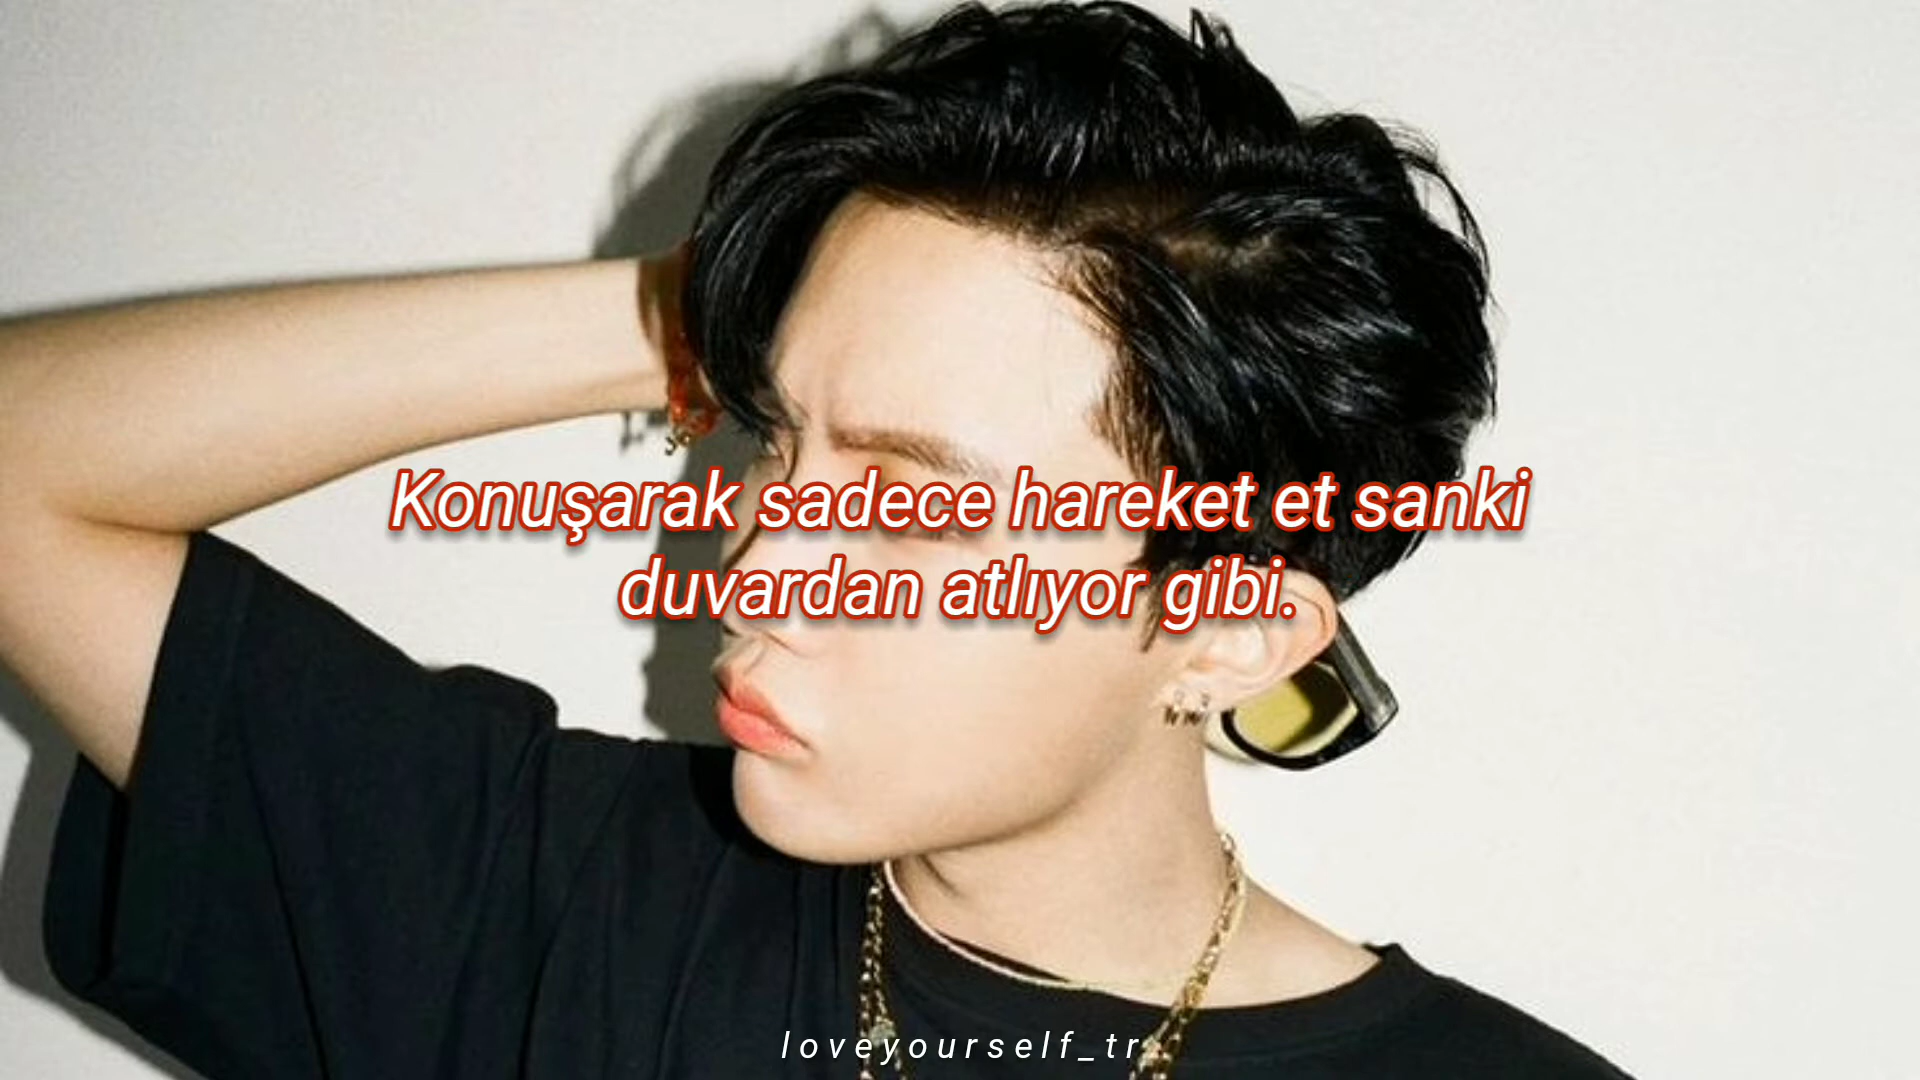 Konuşarak sadece hareket et sanki
duvardan atlıyor gibi.
loveyourself_tr